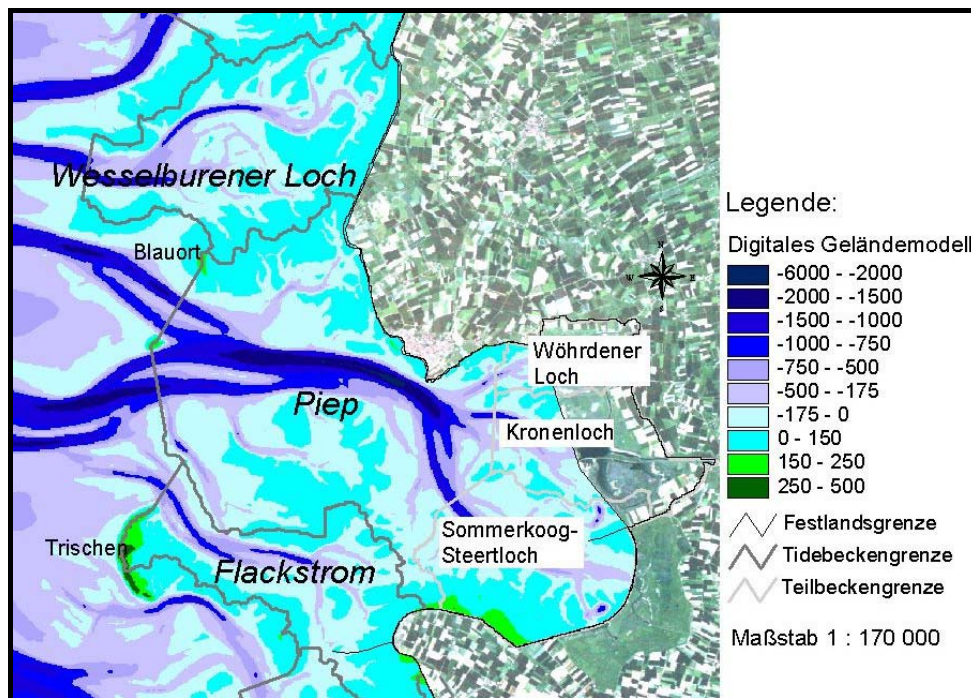 Wesselburener Loch
Blauort
Piep
Wöhrdener
Loch
Kronenloch
Sommerkoog-
Steertloch
Trischen
Flackstrom
N
W
E
S
Legende:
Digitales Geländemodell
-6000 - -2000
-2000 - -1500
-1500 - -1000
-1000 - -750
-750 - -500
-500 - -175
-175 - 0
0 - 150
150 - 250
250 - 500
Festlandsgrenze
Tidebeckengrenze
Teilbeckengrenze
Maßstab 1 : 170 000